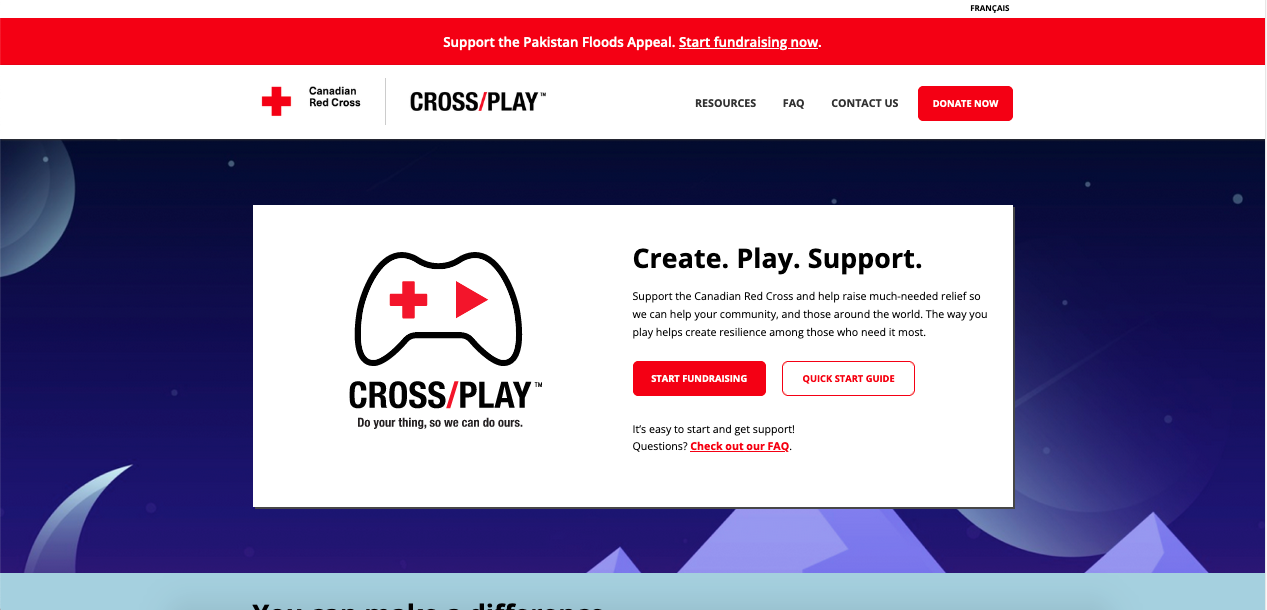 FRANÇAIS
Support the Pakistan Floods Appeal. Start fundraising now.
Canadian
Red Cross
CROSS/PLAY™
RESOURCES
FAQ
CONTACT US
DONATE NOW
CROSS/PLAY™
Do your thing, so we can do ours.
Create. Play. Support.
Support the Canadian Red Cross and help raise much-needed relief so
we can help your community, and those around the world. The way you
play helps create resilience among those who need it most.
START FUNDRAISING
QUICK START GUIDE
It's easy to start and get support!
Questions? Check out our FAQ.
You can make a difference